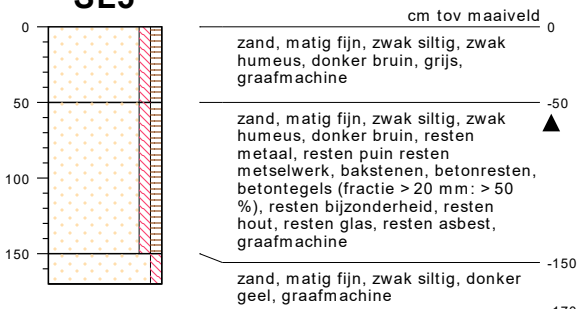 cm tov maaiveld
0
0
zand, matig fijn, zwak siltig, zwak
humeus, donker bruin, grijs,
graafmachine
50
-50
zand, matig fijn, zwak siltig, zwak
humeus, donker bruin, resten
metaal, resten puin resten
metselwerk, bakstenen, betonresten,
betontegels (fractie > 20 mm: > 50
%), resten bijzonderheid, resten
hout, resten glas, resten asbest,
graafmachine
100
150
-150
zand, matig fijn, zwak siltig, donker
geel, graafmachine